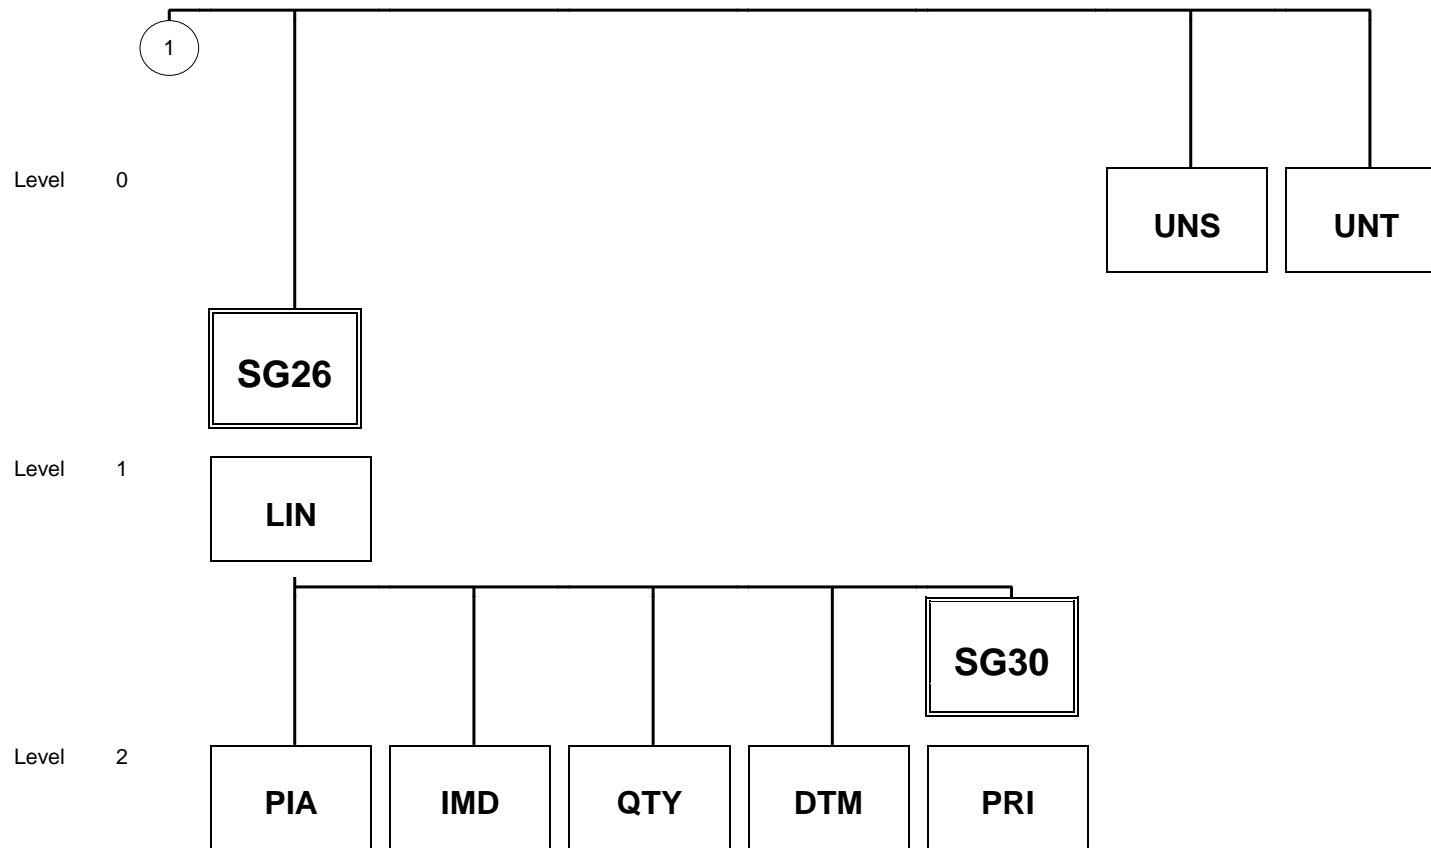 1
Level 0
UNS UNT
SG26
Level 1
LIN
SG30
Level 2
PIA IMD QTY DTM PRI